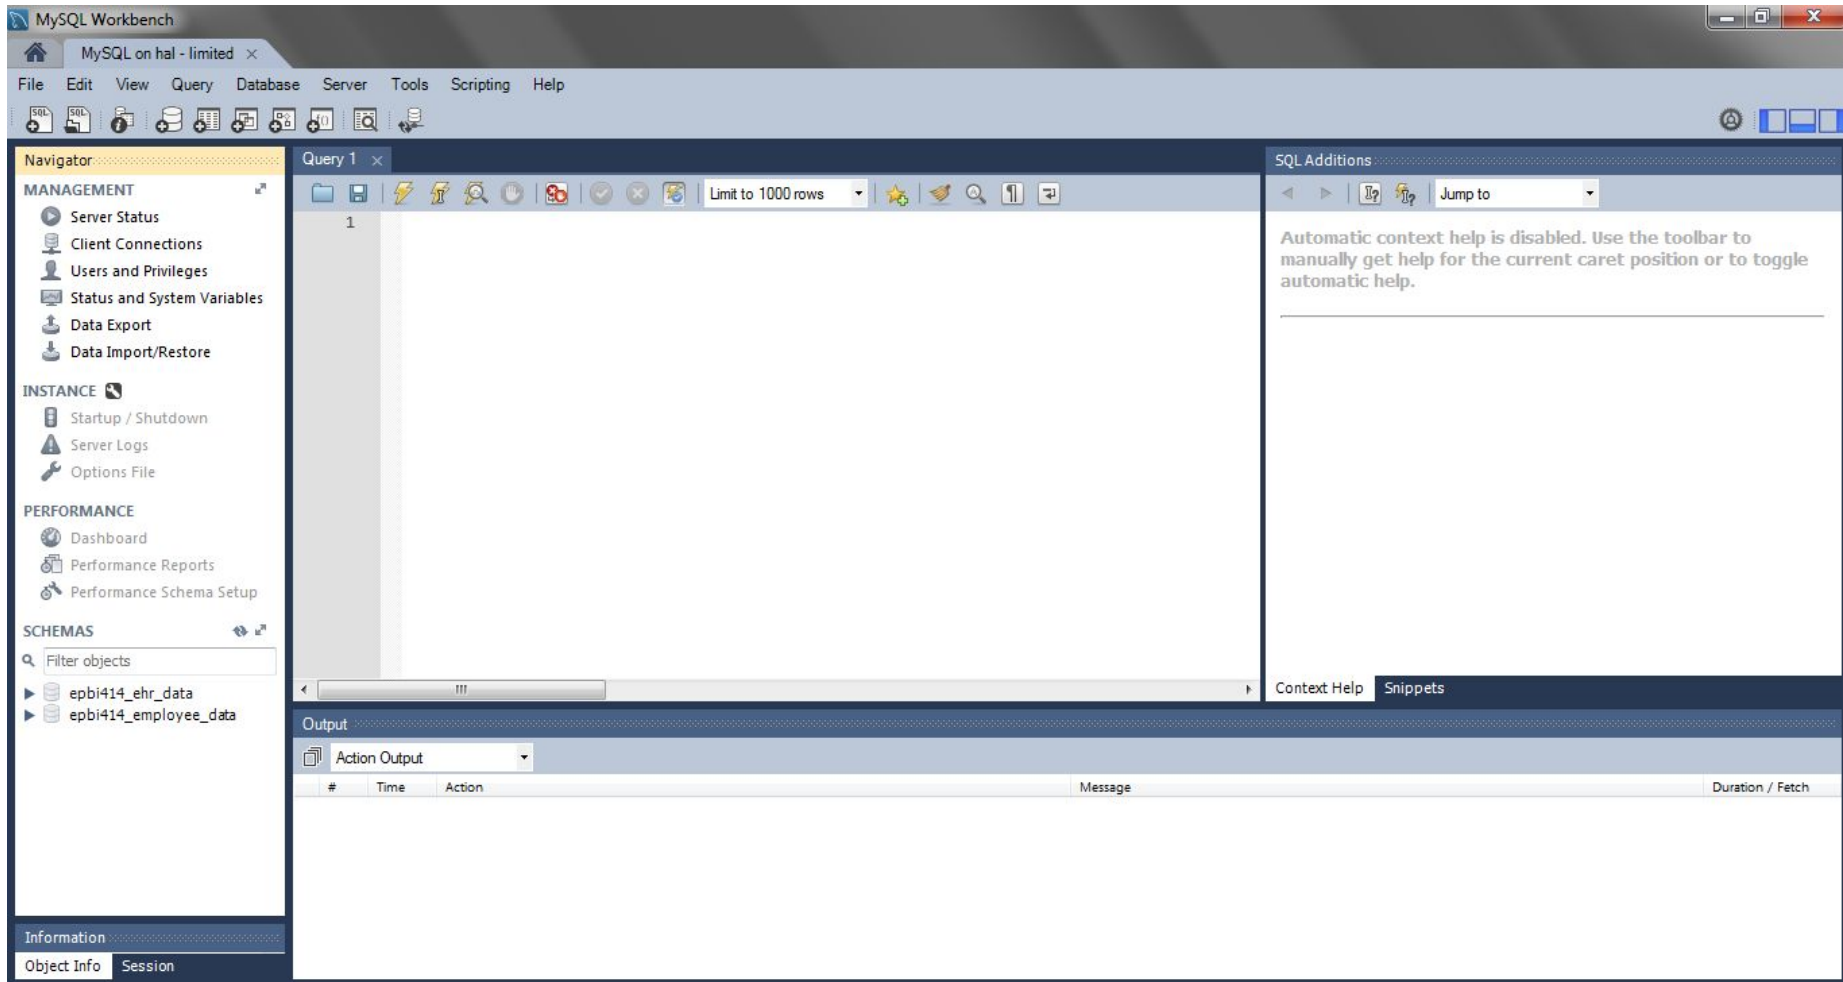 MySQL Workbench
MySQL on hal - limited
File Edit View Query Database Server Tools Scripting Help
Navigator
MANAGEMENT
Server Status
Client Connections
Users and Privileges
Status and System Variables
Data Export
Data Import/Restore
INSTANCE
Startup / Shutdown
Server Logs
Options File
PERFORMANCE
Dashboard
Performance Reports
Performance Schema Setup
SCHEMAS
Filter objects
epbi414_ehr_data
epbi414_employee_data
Information
Object Info Session
Query 1
Limit to 1000 rows
1
SQL Additions
Jump to
Automatic context help is disabled. Use the toolbar to
manually get help for the current caret position or to toggle
automatic help.
Context Help Snippets
Output
Action Output
# Time Action Message Duration / Fetch